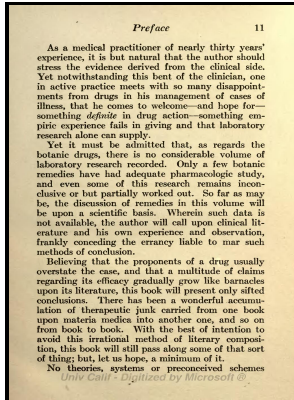 Preface 11
As a medical practitioner of nearly thirty years'
experience, it is but natural that the author should
stress the evidence derived from the clinical side.
Yet notwithstanding this bent of the clinician, one
in active practice meets with so many disappoint-
ments from drugs in his management of cases of
illness, that he comes to welcome—and hope for—
something definite in drug action—something em-
piric experience fails in giving and that laboratory
research alone can supply.
Yet it must be admitted that, as regards the
botanic drugs, there is no considerable volume of
laboratory research recorded. Only a few botanic
remedies have had adequate pharmacologic study,
and even some of this research remains incon-
clusive or but partially worked out. So far as may
be, the discussion of remedies in this volume will
be upon a scientific basis. Wherein such data is
not available, the author will call upon clinical lit-
erature and his own experience and observation,
frankly conceding the errancy liable to mar such
methods of conclusion.
Believing that the proponents of a drug usually
overstate the case, and that a multitude of claims
regarding its efficacy gradually grow like barnacles
upon its literature, this book will present only sifted
conclusions. There has been a wonderful accumu-
lation of therapeutic junk carried from one book
upon materia medica into another one, and so on
from book to book. With the best of intention to
avoid this irrational method of literary composi-
tion, this book will still pass along some of that sort
of thing; but, let us hope, a minimum of it.
No theories, systems or preconceived schemes
Univ Calif - Digitized by Microsoft ®